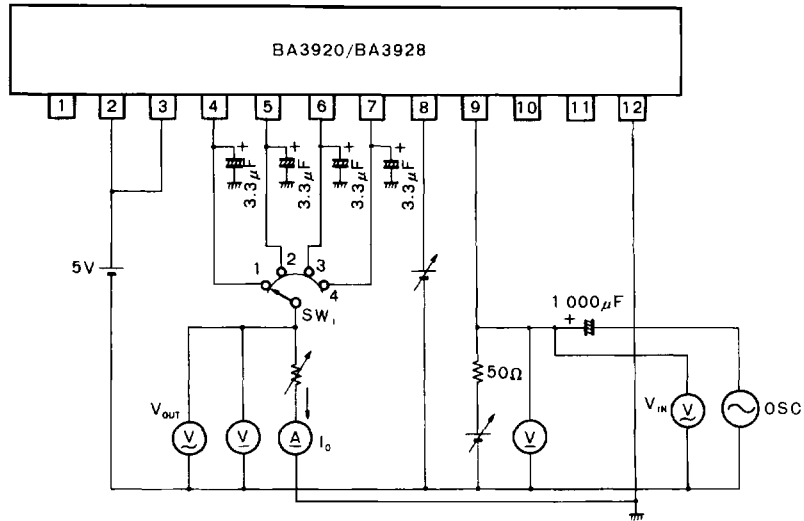 BA3920/BA3928
1 2 3 4 5 6 7 8 9 10 11 12
+ + + +
3.3μF 3.3μF 3.3μF 3.3μF
5V
1 2 3 4
SW1
1 000μF
+
50Ω
VOUT
V
V
A
I0
V
VIN
V
OSC